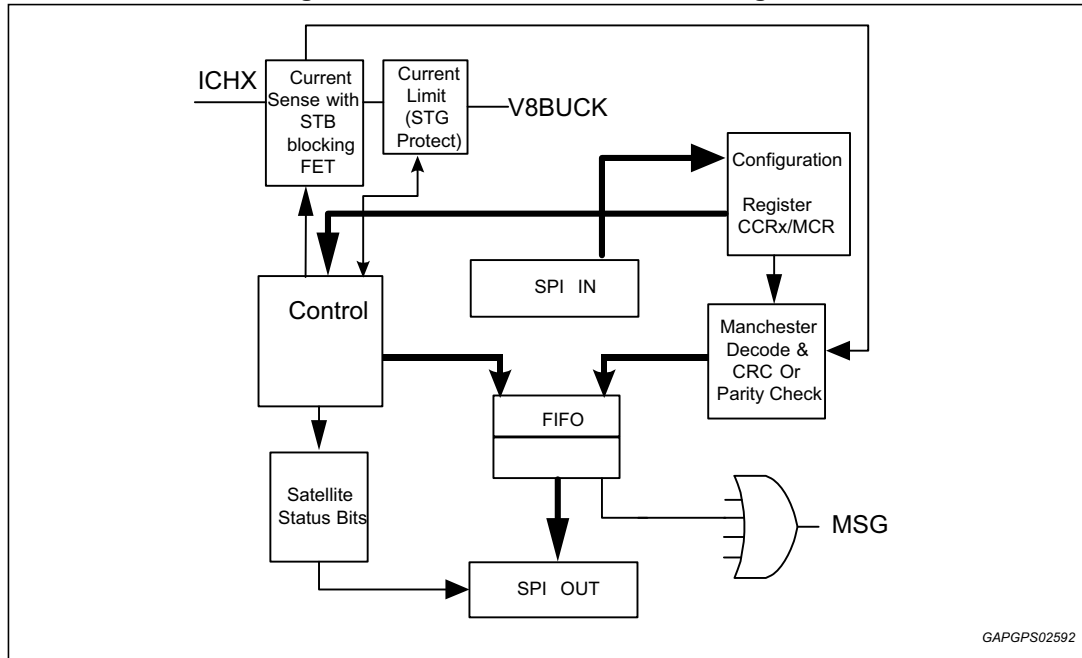 ICHX
Current
Sense with
STB
blocking
FET
Current
Limit
(STG
Protect)
V8BUCK
Configuration
Register
CCRx/MCR
SPI IN
Control
Manchester
Decode &
CRC Or
Parity Check
FIFO
Satellite
Status Bits
MSG
SPI OUT
GAPGPS02592